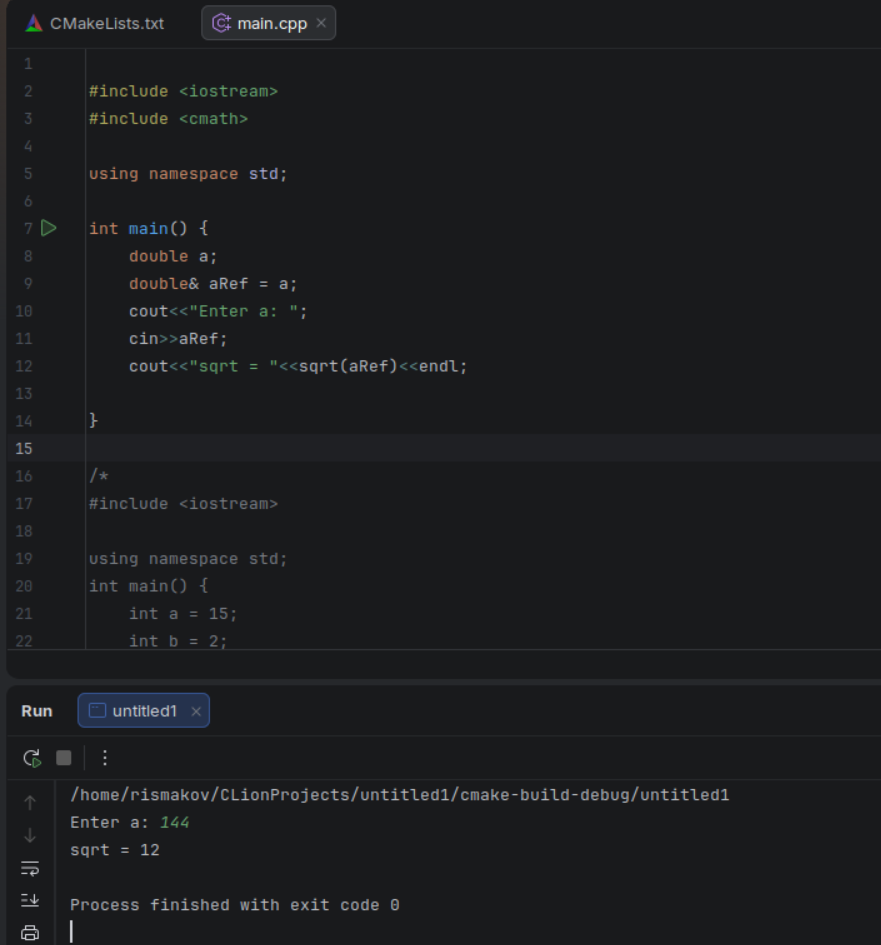 CMakeLists.txt main.cpp
1
2 #include <iostream>
3 #include <cmath>
4
5 using namespace std;
6
7 int main() {
8     double a;
9     double& aRef = a;
10     cout<<"Enter a: ";
11     cin>>aRef;
12     cout<<"sqrt = "<<sqrt(aRef)<<endl;
13
14 }
15
16 /*
17 #include <iostream>
18
19 using namespace std;
20 int main() {
21     int a = 15;
22     int b = 2;
Run untitled1
/home/rismakov/CLionProjects/untitled1/cmake-build-debug/untitled1
Enter a: 144
sqrt = 12
Process finished with exit code 0